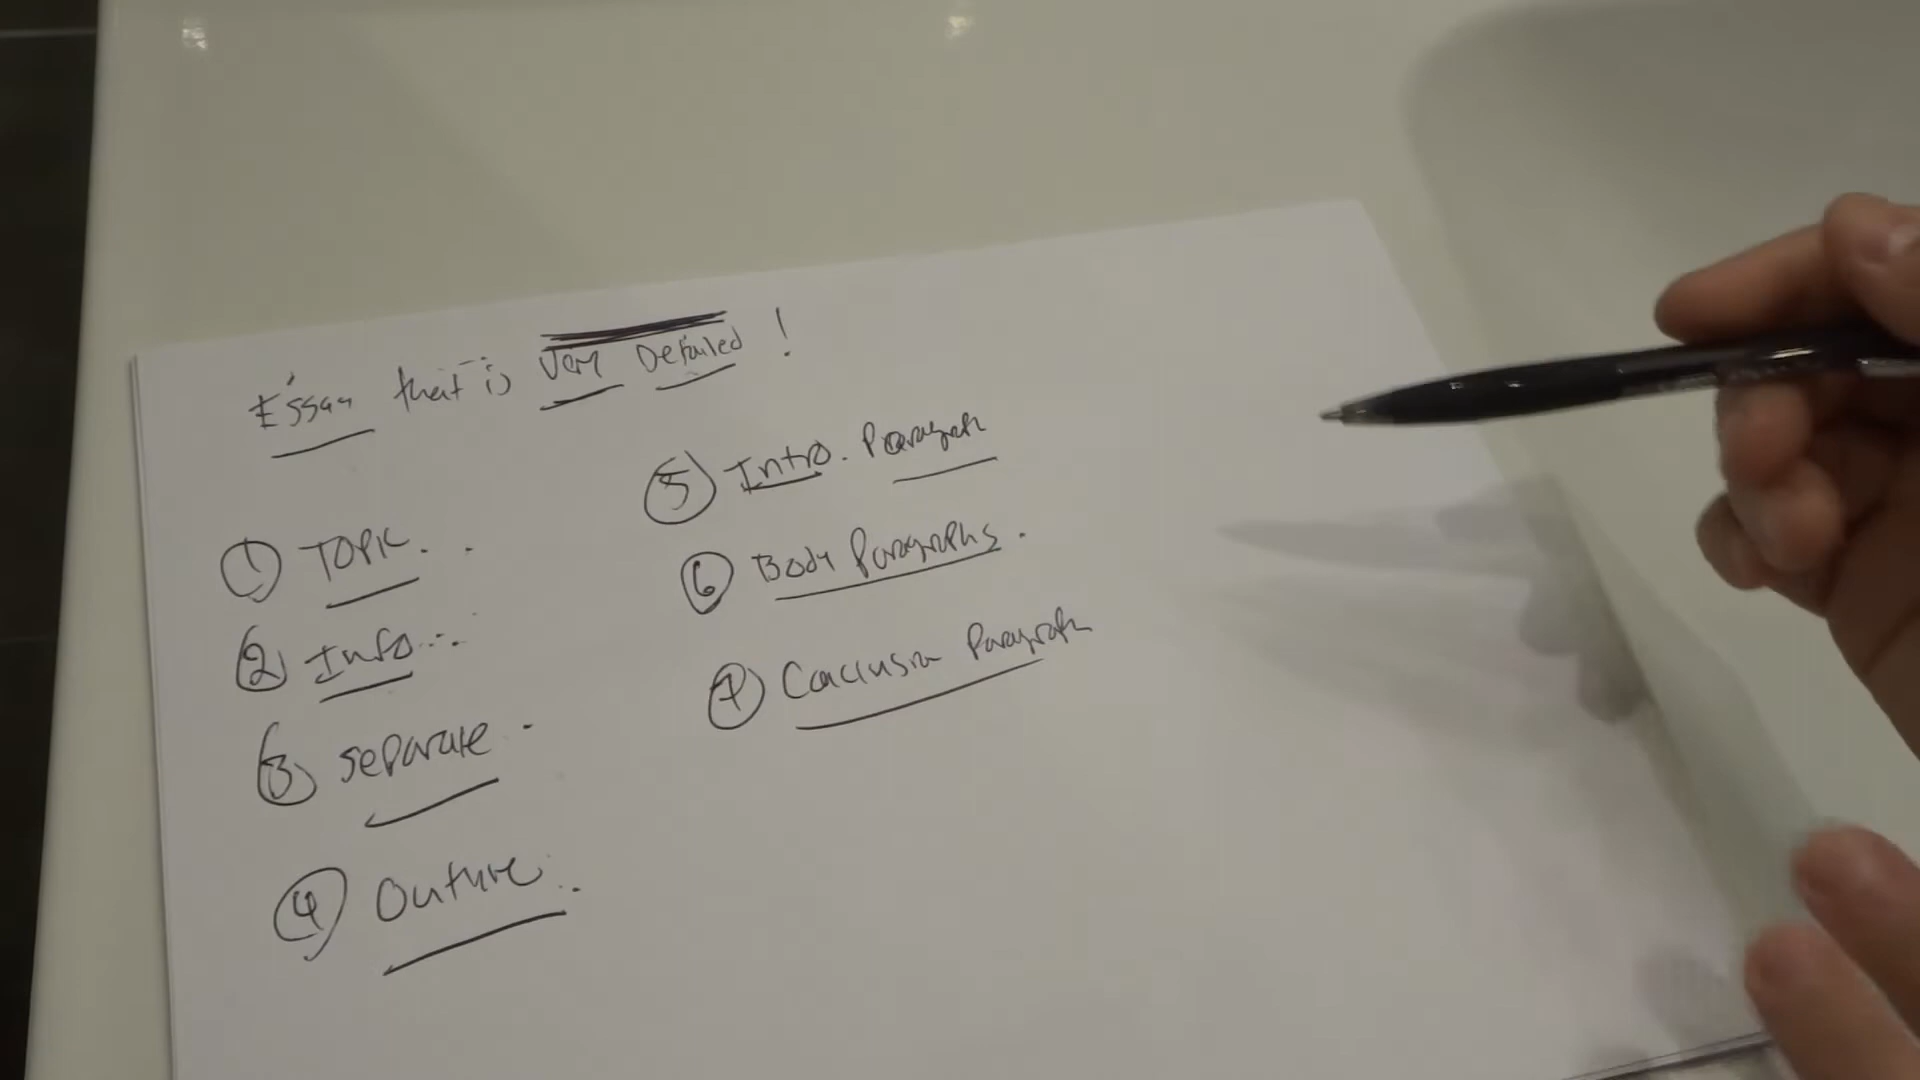 Essay that is very Detailed !
① TOPIC.
② Info...
③ separate.
④ Outline.
⑤ Intro. Paragraph
⑥ Body Paragraphs.
⑦ Conclusion Paragraph